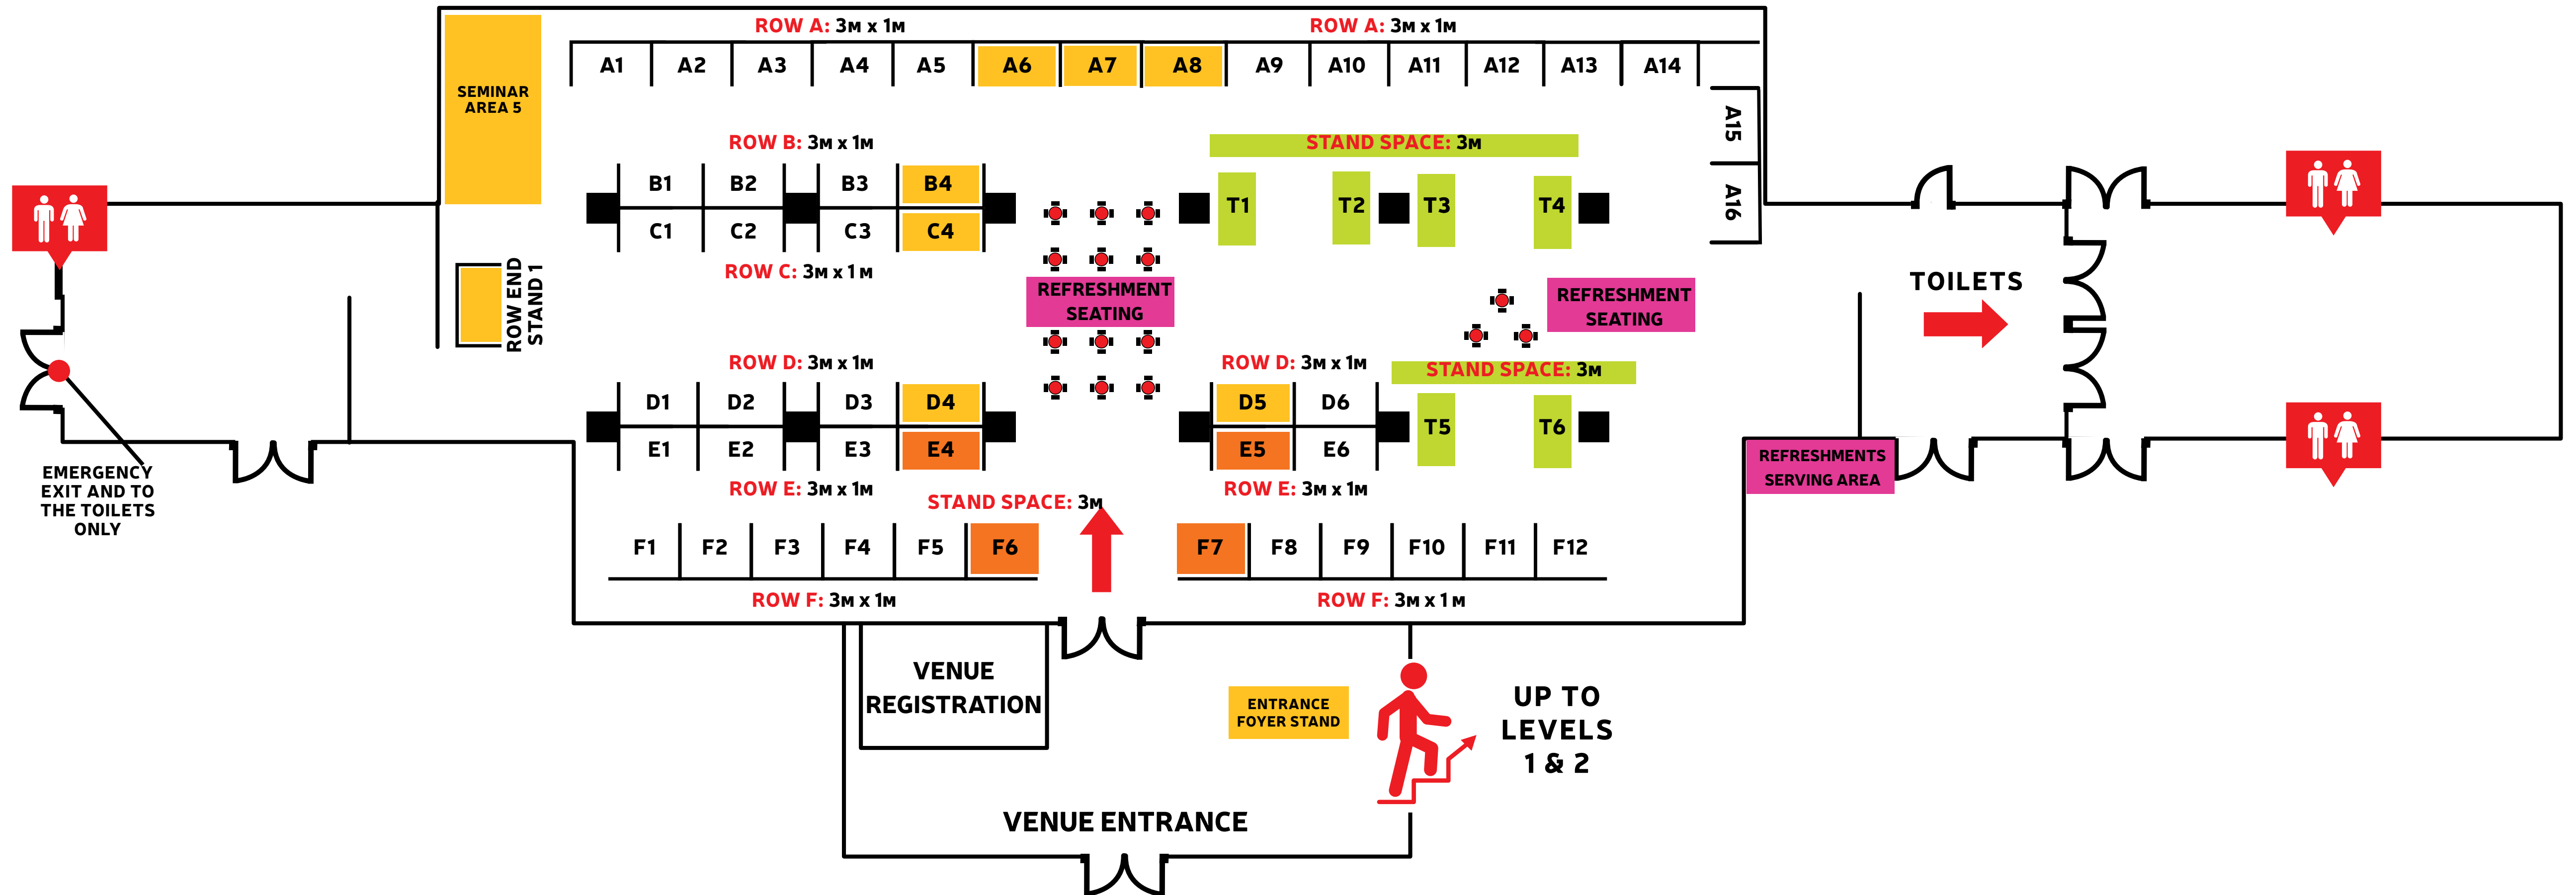 ROW A: 3M x 1M
ROW A: 3M x 1M
SEMINAR
AREA 5
A1 A2 A3 A4 A5 A6 A7 A8 A9 A10 A11 A12 A13 A14
A15
A16
ROW B: 3M x 1M
STAND SPACE: 3M
B1 B2 B3 B4
T1 T2 T3 T4
C1 C2 C3 C4
ROW C: 3M x 1M
ROW END
STAND 1
REFRESHMENT
SEATING
REFRESHMENT
SEATING
TOILETS
ROW D: 3M x 1M
ROW D: 3M x 1M
STAND SPACE: 3M
D1 D2 D3 D4
D5 D6
T5 T6
E1 E2 E3 E4
E5 E6
REFRESHMENTS
SERVING AREA
EMERGENCY
EXIT AND TO
THE TOILETS
ONLY
ROW E: 3M x 1M
ROW E: 3M x 1M
STAND SPACE: 3M
F1 F2 F3 F4 F5 F6
F7 F8 F9 F10 F11 F12
ROW F: 3M x 1M
ROW F: 3M x 1M
VENUE
REGISTRATION
ENTRANCE
FOYER STAND
UP TO
LEVELS
1 & 2
VENUE ENTRANCE